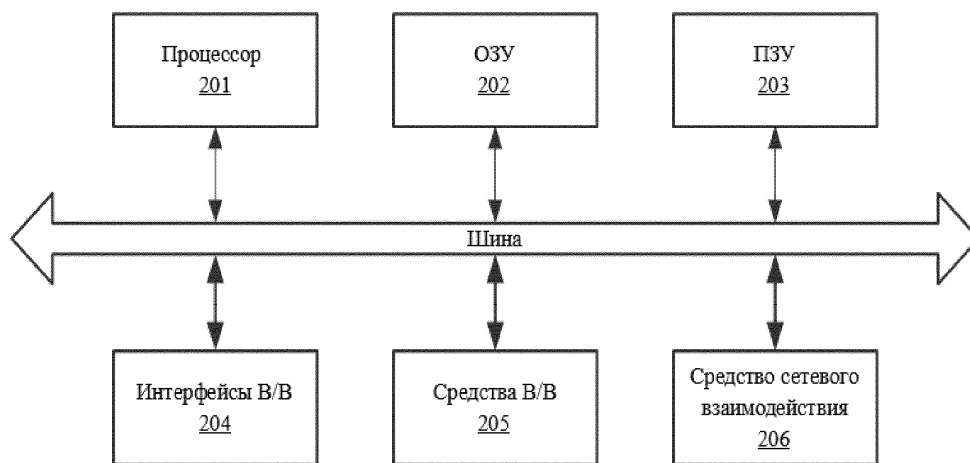 Процессор
201
ОЗУ
202
ПЗУ
203
Шина
Интерфейсы В/В
204
Средства В/В
205
Средство сетевого
взаимодействия
206